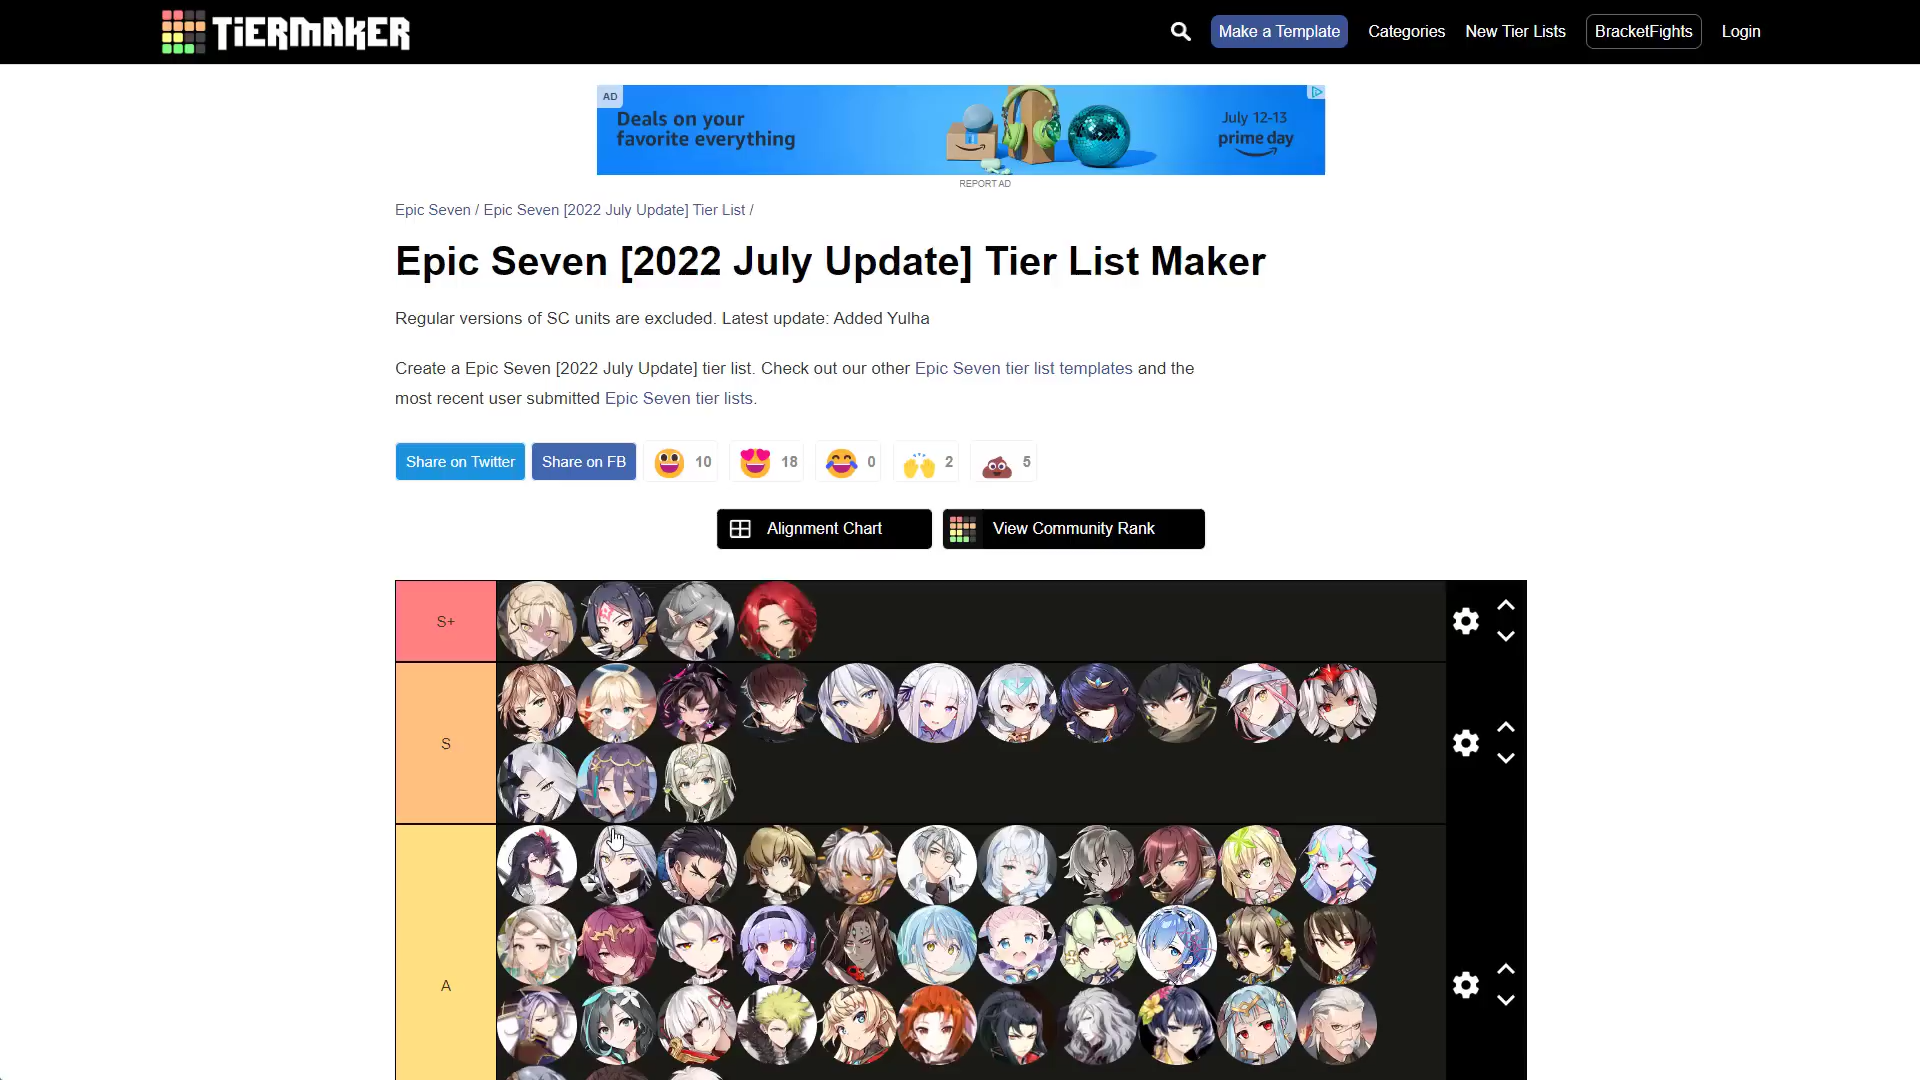 TiERMAKER
Make a Template
Categories
New Tier Lists
BracketFights
Login
AD
Deals on your
favorite everything
July 12-13
prime day
REPORT AD
Epic Seven / Epic Seven [2022 July Update] Tier List /
Epic Seven [2022 July Update] Tier List Maker
Regular versions of SC units are excluded. Latest update: Added Yulha
Create a Epic Seven [2022 July Update] tier list. Check out our other Epic Seven tier list templates and the
most recent user submitted Epic Seven tier lists.
Share on Twitter
Share on FB
10
18
0
2
5
Alignment Chart
View Community Rank
S+
S
A